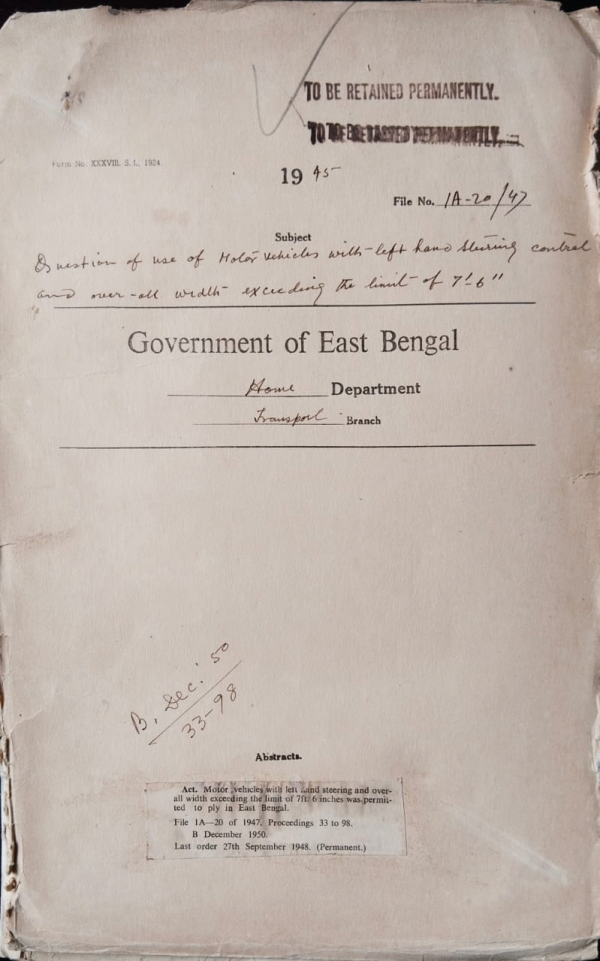 TO BE RETAINED PERMANENTLY.
Form No. XXXVIII. S. I., 1924.
1945
File No. 1A-20/47
Subject
Question of use of Motor vehicles with left hand steering control
and over-all width exceeding the limit of 7'-6"
Government of East Bengal
Home Department
Transport Branch
B. Dec. '50
33-98
Abstracts.
Act. Motor vehicles with left hand steering and over-
all width exceeding the limit of 7ft. 6 inches was permit-
ted to ply in East Bengal.
File 1A—20 of 1947. Proceedings 33 to 98.
B December 1950.
Last order 27th September 1948. (Permanent.)